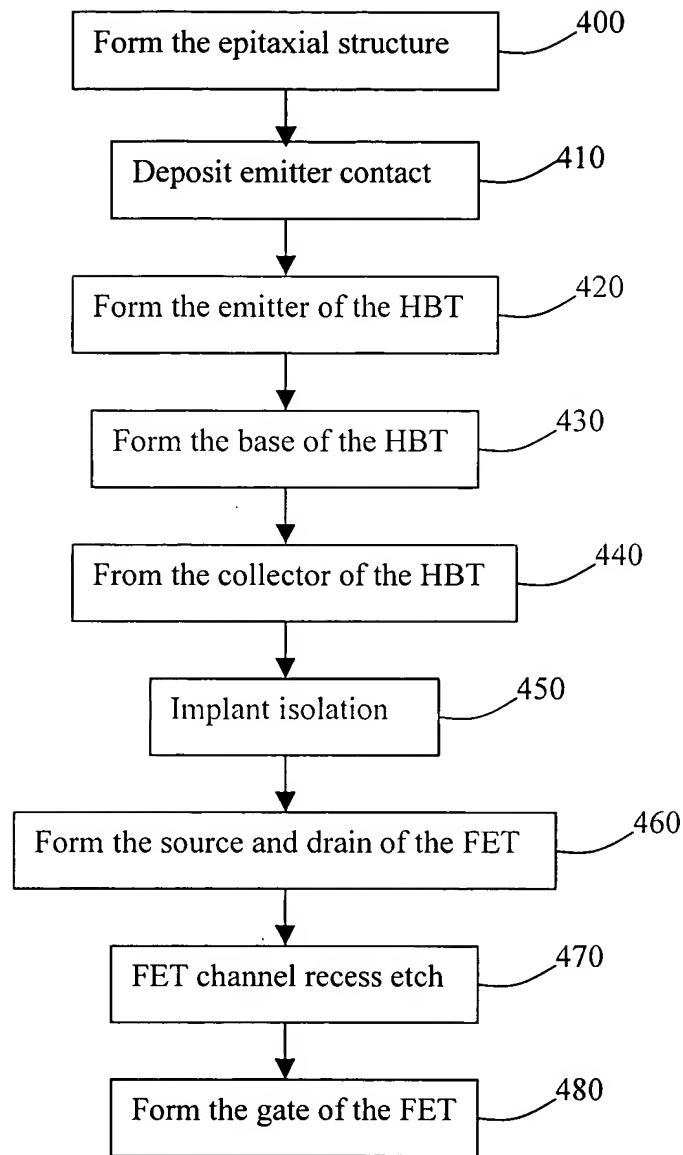 Form the epitaxial structure
400
Deposit emitter contact
410
Form the emitter of the HBT
420
Form the base of the HBT
430
From the collector of the HBT
440
Implant isolation
450
Form the source and drain of the FET
460
FET channel recess etch
470
Form the gate of the FET
480